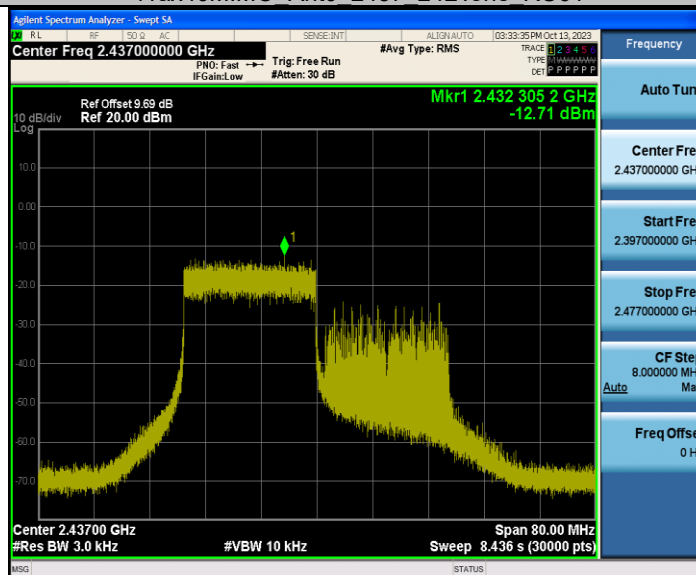 Agilent Spectrum Analyzer - Swept SA
RL RF 50 Ω AC SENSE:INT ALIGNAUTO 03:33:35PM Oct 13, 2023
Center Freq 2.437000000 GHz
PNO: Fast
IFGain:Low
Trig: Free Run
#Atten: 30 dB
#Avg Type: RMS
TRACE 1 2 3 4 5 6
TYPE M
DET P P P P P P
Ref Offset 9.69 dB
Ref 20.00 dBm
10 dB/div
Log
Mkr1 2.432 305 2 GHz
-12.71 dBm
10.0
0.00
-10.0
-20.0
-30.0
-40.0
-50.0
-60.0
-70.0
1
Center 2.43700 GHz
Span 80.00 MHz
#Res BW 3.0 kHz
#VBW 10 kHz
Sweep 8.436 s (30000 pts)
MSG
STATUS
Frequency
Auto Tun
Center Fre
2.437000000 GH
Start Fre
2.397000000 GH
Stop Fre
2.477000000 GH
CF Ste
8.000000 MH
Auto Ma
Freq Offse
0 H